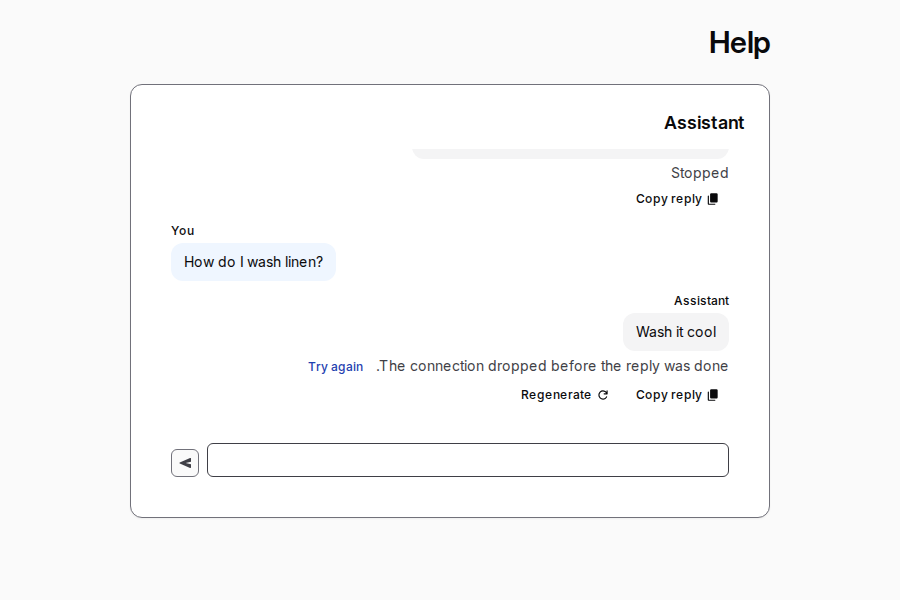 Help
Assistant
Stopped
Copy reply
You
How do I wash linen?
Assistant
Wash it cool
.The connection dropped before the reply was done Try again
Copy reply Regenerate